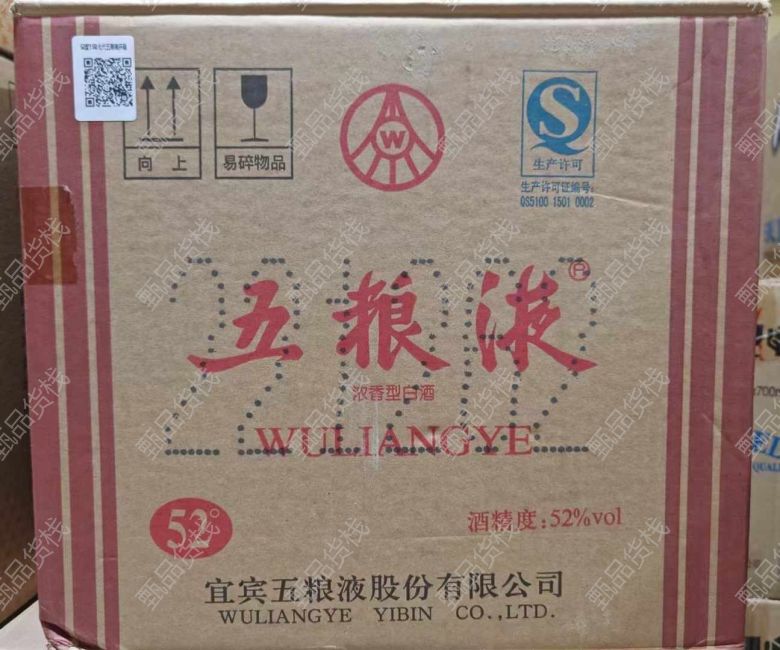 向 上
易碎物品
W
S
生产许可
生产许可证编号:
QS5100 1501 0002
五粮液®
浓香型白酒
WULIANGYE
52°
酒精度:52%vol
宜宾五粮液股份有限公司
WULIANGYE YIBIN CO.,LTD.
甄品货栈